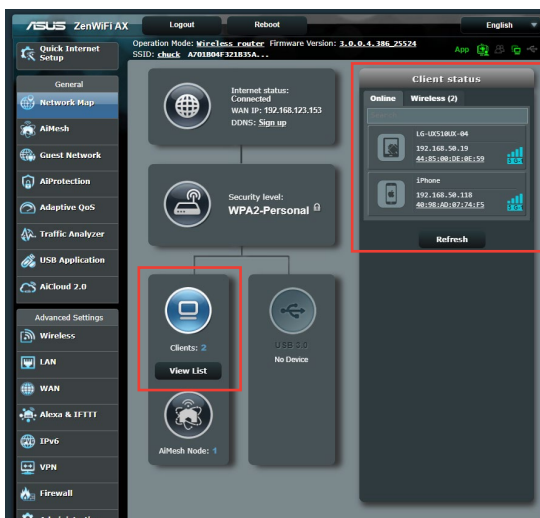 ASUS ZenWiFi AX
Logout
Reboot
English
Operation Mode: Wireless router Firmware Version: 3.0.0.4.386_25524
SSID: chuck A701B04F321B35A...
App
Quick Internet
Setup
General
Network Map
AiMesh
Guest Network
AiProtection
Adaptive QoS
Traffic Analyzer
USB Application
AiCloud 2.0
Advanced Settings
Wireless
LAN
WAN
Alexa & IFTTT
IPv6
VPN
Firewall
Internet status:
Connected
WAN IP: 192.168.123.153
DDNS: Sign up
Security level:
WPA2-Personal
Clients: 2
View List
USB 3.0
No Device
AiMesh Node: 1
Client status
Online
Wireless (2)
LG-UX510UX-04
192.168.50.19
44:85:00:DE:0E:59
iPhone
192.168.50.118
40:98:AD:07:74:F5
Refresh